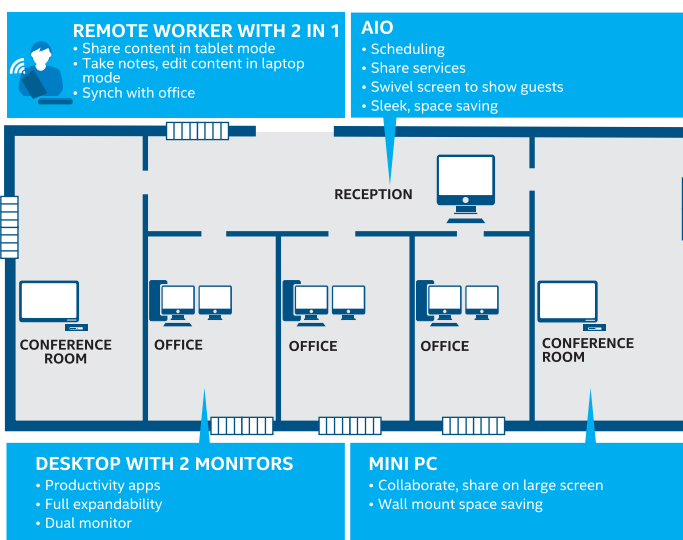 REMOTE WORKER WITH 2 IN 1
• Share content in tablet mode
• Take notes, edit content in laptop
mode
• Synch with office
AIO
• Scheduling
• Share services
• Swivel screen to show guests
• Sleek, space saving
RECEPTION
CONFERENCE
ROOM
OFFICE
OFFICE
OFFICE
CONFERENCE
ROOM
DESKTOP WITH 2 MONITORS
• Productivity apps
• Full expandability
• Dual monitor
MINI PC
• Collaborate, share on large screen
• Wall mount space saving